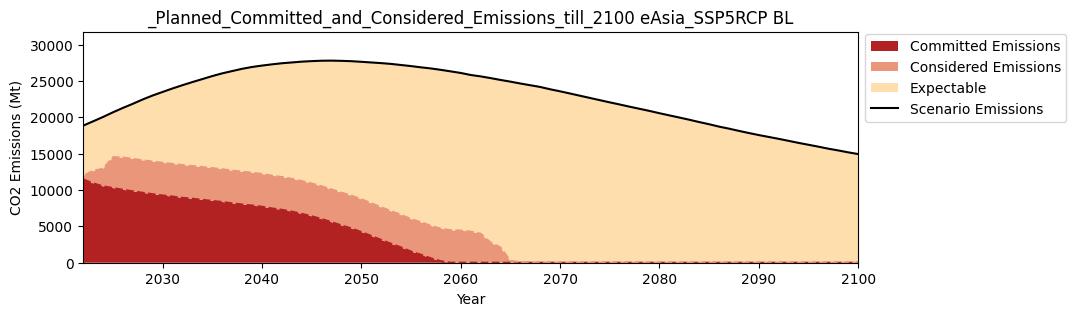 _Planned_Committed_and_Considered_Emissions_till_2100 eAsia_SSP5RCP BL
CO2 Emissions (Mt)
30000
25000
20000
15000
10000
5000
0
2030 2040 2050 2060 2070 2080 2090 2100
Year
Committed Emissions
Considered Emissions
Expectable
Scenario Emissions